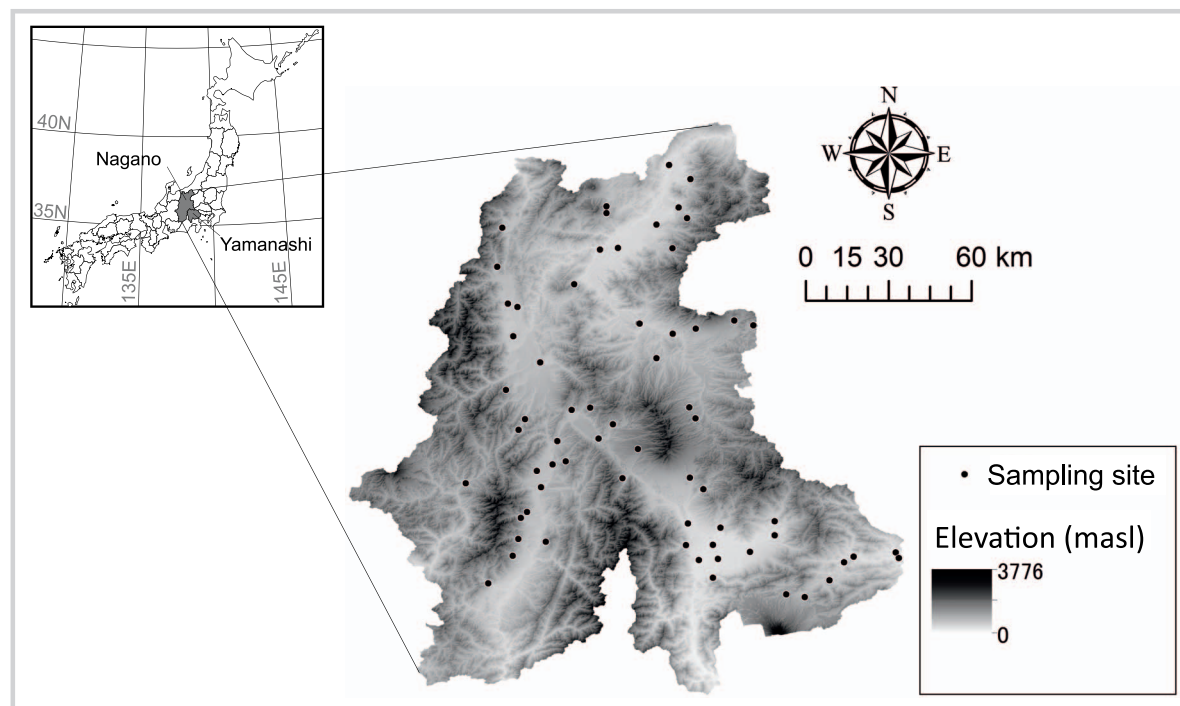 40N
Nagano
35N
Yamanashi
135E
145E
N
W E
S
0 15 30 60 km
Sampling site
Elevation (masl)
3776
0